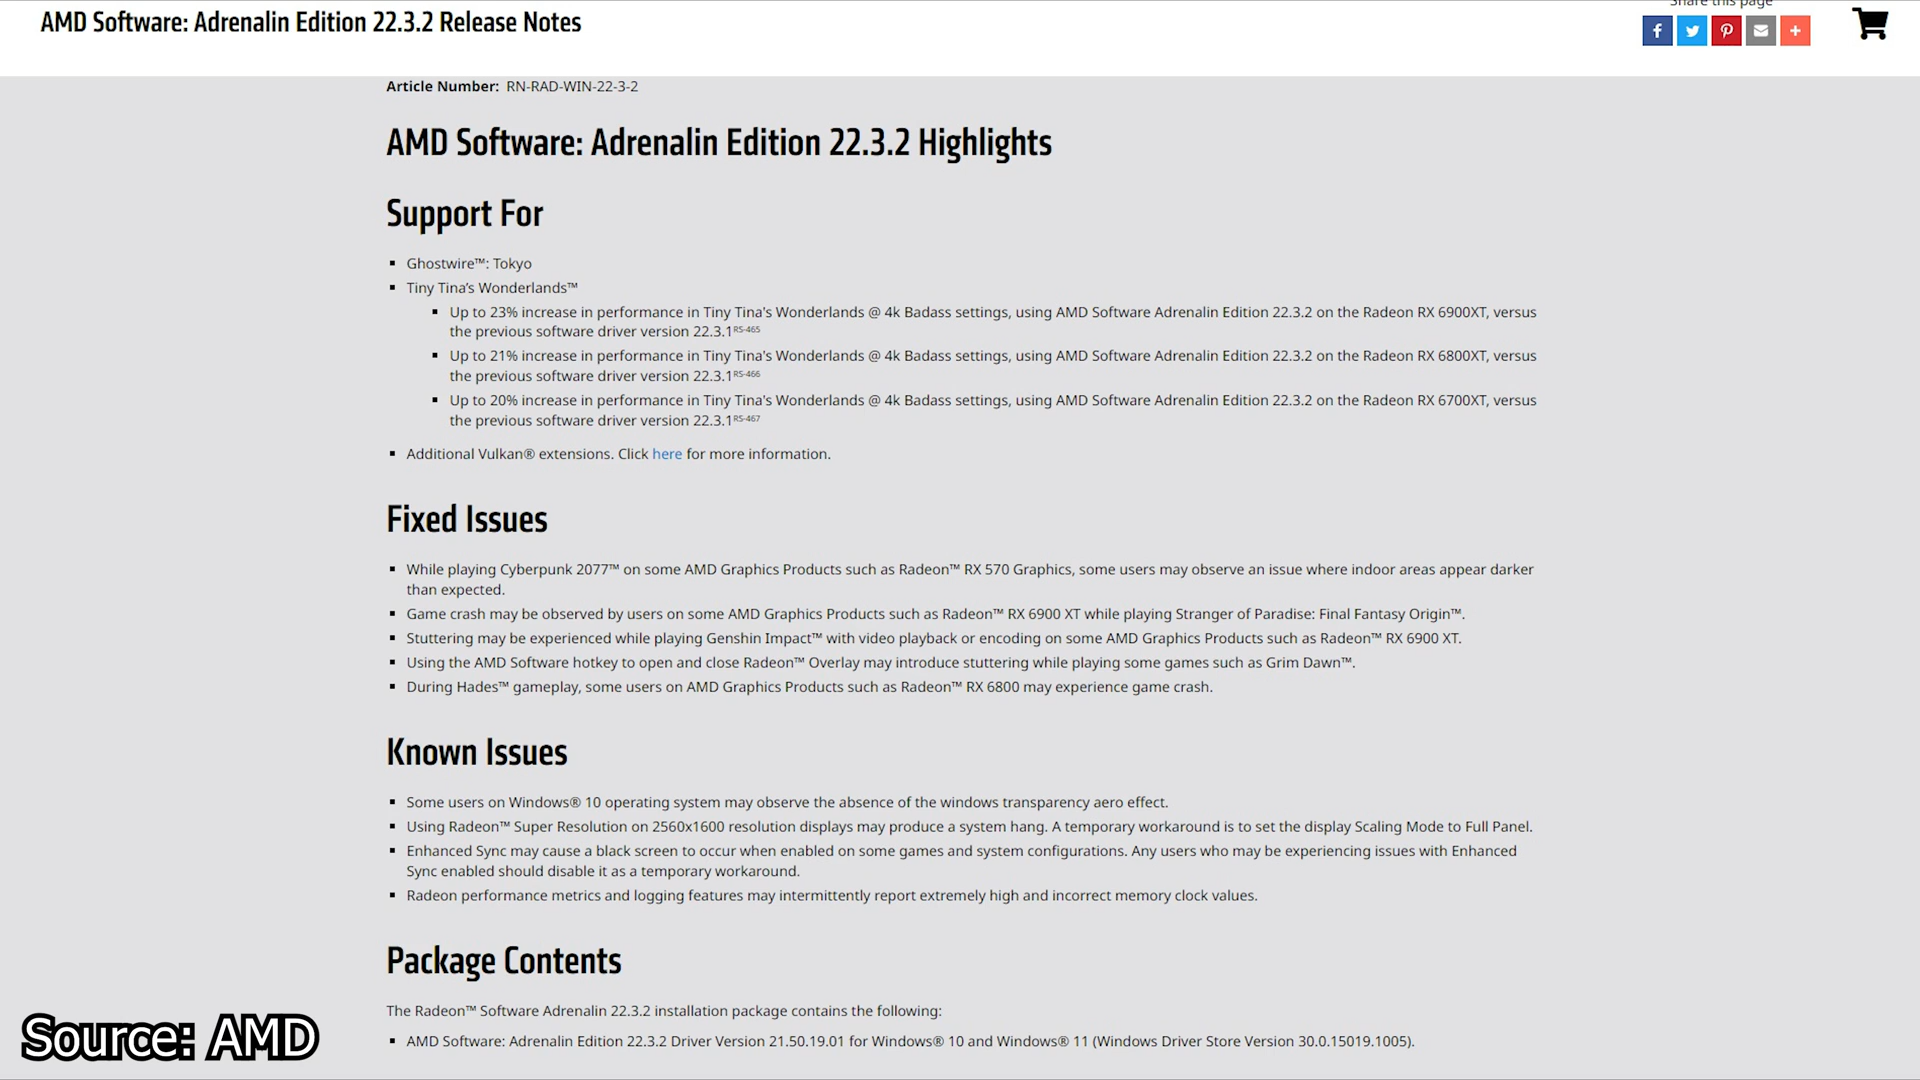 AMD Software: Adrenalin Edition 22.3.2 Release Notes
Share this page
Article Number: RN-RAD-WIN-22-3-2
AMD Software: Adrenalin Edition 22.3.2 Highlights
Support For
Ghostwire™: Tokyo
Tiny Tina's Wonderlands™
Up to 23% increase in performance in Tiny Tina's Wonderlands @ 4k Badass settings, using AMD Software Adrenalin Edition 22.3.2 on the Radeon RX 6900XT, versus
the previous software driver version 22.3.1RS-465
Up to 21% increase in performance in Tiny Tina's Wonderlands @ 4k Badass settings, using AMD Software Adrenalin Edition 22.3.2 on the Radeon RX 6800XT, versus
the previous software driver version 22.3.1RS-466
Up to 20% increase in performance in Tiny Tina's Wonderlands @ 4k Badass settings, using AMD Software Adrenalin Edition 22.3.2 on the Radeon RX 6700XT, versus
the previous software driver version 22.3.1RS-467
Additional Vulkan® extensions. Click here for more information.
Fixed Issues
While playing Cyberpunk 2077™ on some AMD Graphics Products such as Radeon™ RX 570 Graphics, some users may observe an issue where indoor areas appear darker
than expected.
Game crash may be observed by users on some AMD Graphics Products such as Radeon™ RX 6900 XT while playing Stranger of Paradise: Final Fantasy Origin™.
Stuttering may be experienced while playing Genshin Impact™ with video playback or encoding on some AMD Graphics Products such as Radeon™ RX 6900 XT.
Using the AMD Software hotkey to open and close Radeon™ Overlay may introduce stuttering while playing some games such as Grim Dawn™.
During Hades™ gameplay, some users on AMD Graphics Products such as Radeon™ RX 6800 may experience game crash.
Known Issues
Some users on Windows® 10 operating system may observe the absence of the windows transparency aero effect.
Using Radeon™ Super Resolution on 2560x1600 resolution displays may produce a system hang. A temporary workaround is to set the display Scaling Mode to Full Panel.
Enhanced Sync may cause a black screen to occur when enabled on some games and system configurations. Any users who may be experiencing issues with Enhanced
Sync enabled should disable it as a temporary workaround.
Radeon performance metrics and logging features may intermittently report extremely high and incorrect memory clock values.
Package Contents
The Radeon™ Software Adrenalin 22.3.2 installation package contains the following:
AMD Software: Adrenalin Edition 22.3.2 Driver Version 21.50.19.01 for Windows® 10 and Windows® 11 (Windows Driver Store Version 30.0.15019.1005).
Source: AMD